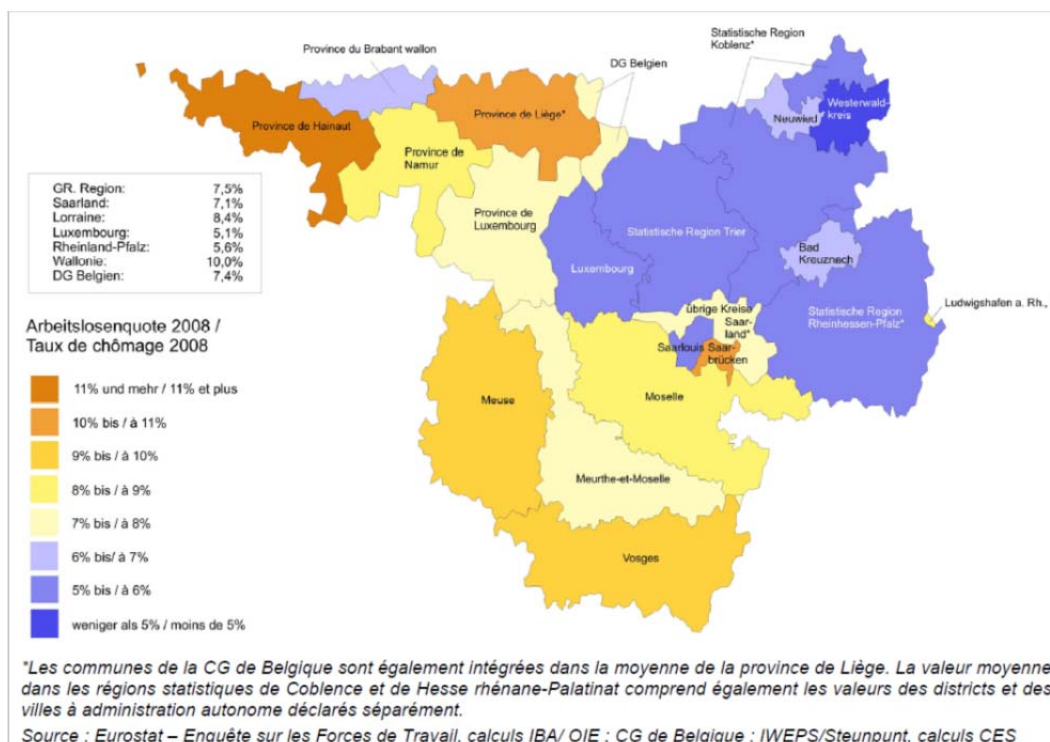 Province du Brabant wallon
Statistische Region
Koblenz*
DG Belgien
Westerwald-
kreis
Neuwied
Province de Hainaut
Province de Liège*
Province de
Namur
GR. Region: 7,5%
Saarland: 7,1%
Lorraine: 8,4%
Luxembourg: 5,1%
Rheinland-Pfalz: 5,6%
Wallonie: 10,0%
DG Belgien: 7,4%
Province de
Luxembourg
Statistische Region Trier
Bad
Kreuznach
Luxembourg
Ludwigshafen a. Rh.,
übrige Kreise
Saar-
land*
Statistische Region
Rheinhessen-Pfalz*
Saarlouis
Saar-
brücken
Arbeitslosenquote 2008 /
Taux de chômage 2008
Meuse
Moselle
Meurthe-et-Moselle
Vosges
11% und mehr / 11% et plus
10% bis / à 11%
9% bis / à 10%
8% bis / à 9%
7% bis / à 8%
6% bis/ à 7%
5% bis / à 6%
weniger als 5% / moins de 5%
*Les communes de la CG de Belgique sont également intégrées dans la moyenne de la province de Liège. La valeur moyenne
dans les régions statistiques de Coblence et de Hesse rhénane-Palatinat comprend également les valeurs des districts et des
villes à administration autonome déclarés séparément.
Source : Eurostat – Enquête sur les Forces de Travail, calculs IBA/ OIE ; CG de Belgique : IWEPS/Steunpunt, calculs CES